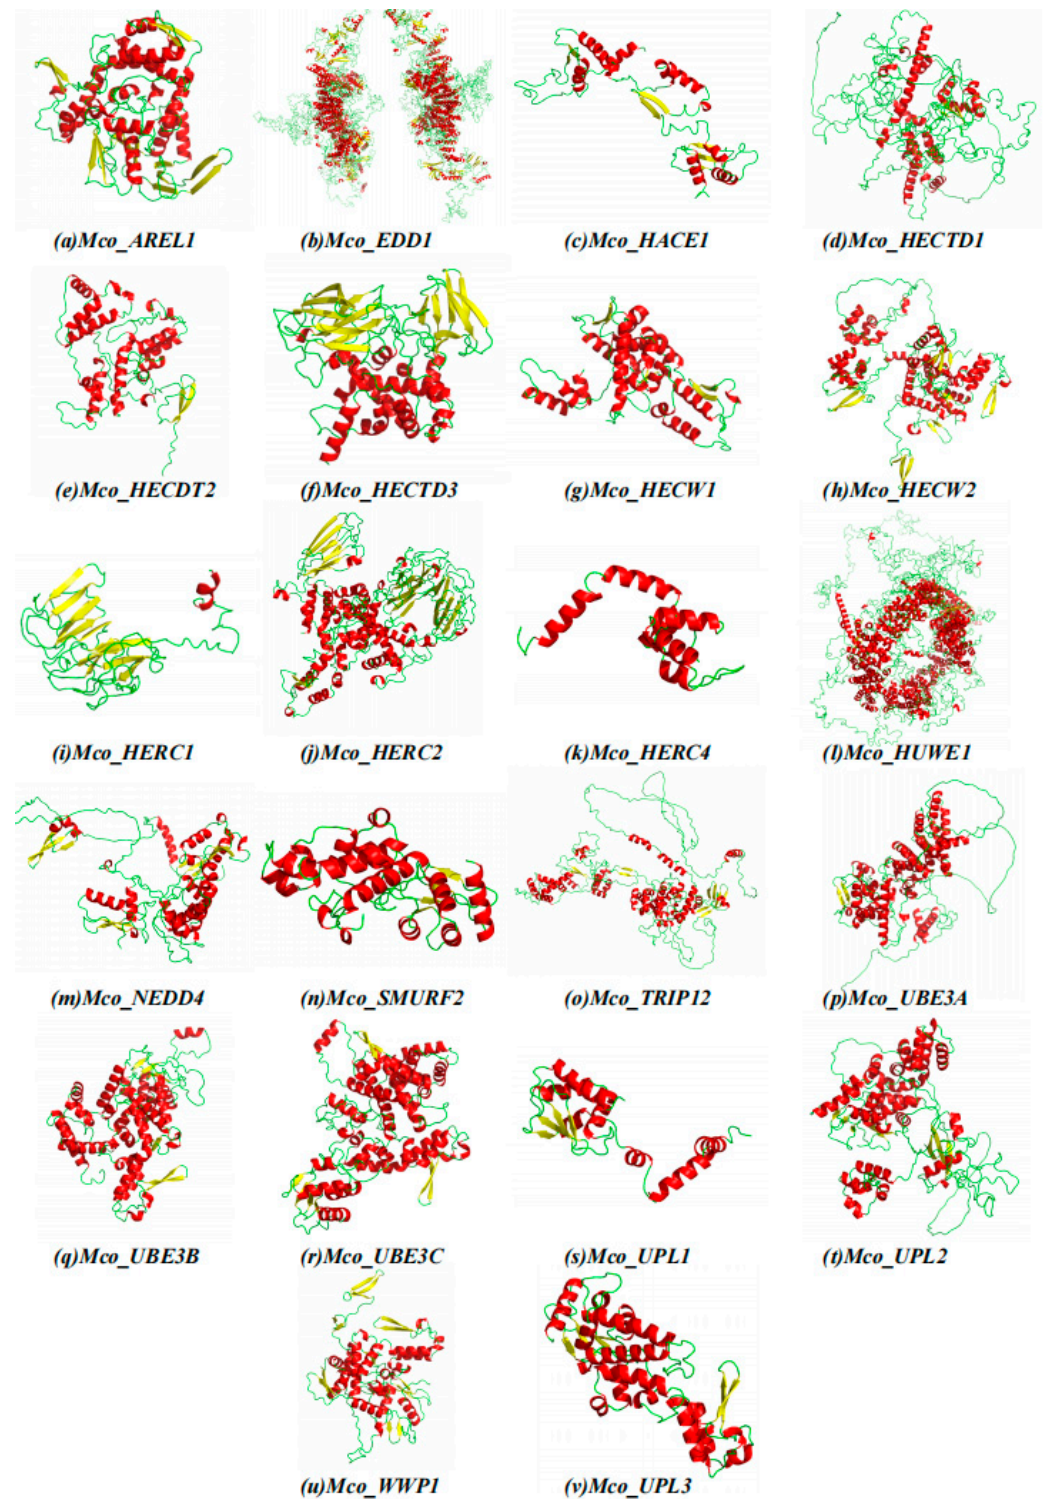 (a)Mco_AREL1 (b)Mco_EDD1 (c)Mco_HACE1 (d)Mco_HECTD1
(e)Mco_HECDT2 (f)Mco_HECTD3 (g)Mco_HECW1 (h)Mco_HECW2
(i)Mco_HERC1 (j)Mco_HERC2 (k)Mco_HERC4 (l)Mco_HUWE1
(m)Mco_NEDD4 (n)Mco_SMURF2 (o)Mco_TRIP12 (p)Mco_UBE3A
(q)Mco_UBE3B (r)Mco_UBE3C (s)Mco_UPL1 (t)Mco_UPL2
(u)Mco_WWP1 (v)Mco_UPL3